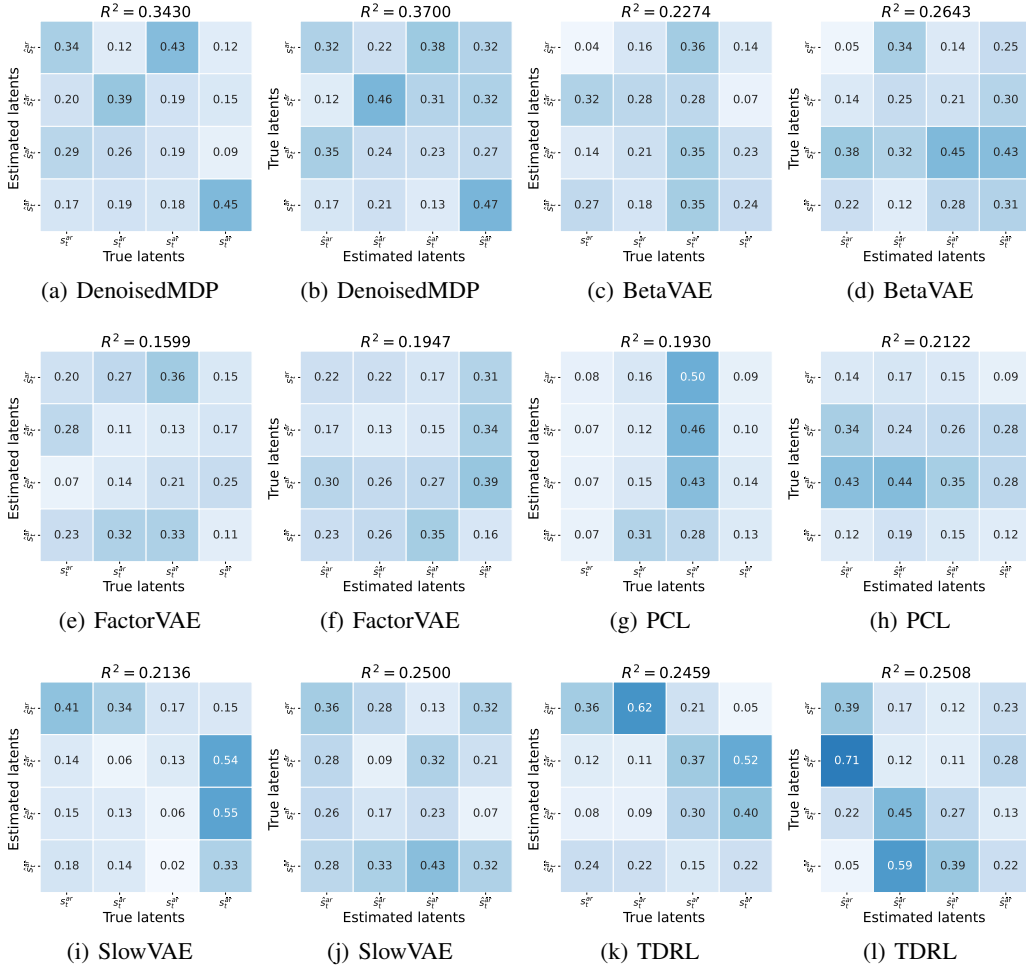 R² = 0.3430
Estimated latents
0.34 0.12 0.43 0.12
0.20 0.39 0.19 0.15
0.29 0.26 0.19 0.09
0.17 0.19 0.18 0.45
True latents
(a) DenoisedMDP
R² = 0.3700
True latents
0.32 0.22 0.38 0.32
0.12 0.46 0.31 0.32
0.35 0.24 0.23 0.27
0.17 0.21 0.13 0.47
Estimated latents
(b) DenoisedMDP
R² = 0.2274
Estimated latents
0.04 0.16 0.36 0.14
0.32 0.28 0.28 0.07
0.14 0.21 0.35 0.23
0.27 0.18 0.35 0.24
True latents
(c) BetaVAE
R² = 0.2643
True latents
0.05 0.34 0.14 0.25
0.14 0.25 0.21 0.30
0.38 0.32 0.45 0.43
0.22 0.12 0.28 0.31
Estimated latents
(d) BetaVAE
R² = 0.1599
Estimated latents
0.20 0.27 0.36 0.15
0.28 0.11 0.13 0.17
0.07 0.14 0.21 0.25
0.23 0.32 0.33 0.11
True latents
(e) FactorVAE
R² = 0.1947
True latents
0.22 0.22 0.17 0.31
0.17 0.13 0.15 0.34
0.30 0.26 0.27 0.39
0.23 0.26 0.35 0.16
Estimated latents
(f) FactorVAE
R² = 0.1930
Estimated latents
0.08 0.16 0.50 0.09
0.07 0.12 0.46 0.10
0.07 0.15 0.43 0.14
0.07 0.31 0.28 0.13
True latents
(g) PCL
R² = 0.2122
True latents
0.14 0.17 0.15 0.09
0.34 0.24 0.26 0.28
0.43 0.44 0.35 0.28
0.12 0.19 0.15 0.12
Estimated latents
(h) PCL
R² = 0.2136
Estimated latents
0.41 0.34 0.17 0.15
0.14 0.06 0.13 0.54
0.15 0.13 0.06 0.55
0.18 0.14 0.02 0.33
True latents
(i) SlowVAE
R² = 0.2500
True latents
0.36 0.28 0.13 0.32
0.28 0.09 0.32 0.21
0.26 0.17 0.23 0.07
0.28 0.33 0.43 0.32
Estimated latents
(j) SlowVAE
R² = 0.2459
Estimated latents
0.36 0.62 0.21 0.05
0.12 0.11 0.37 0.52
0.08 0.09 0.30 0.40
0.24 0.22 0.15 0.22
True latents
(k) TDRL
R² = 0.2508
True latents
0.39 0.17 0.12 0.23
0.71 0.12 0.11 0.28
0.22 0.45 0.27 0.13
0.05 0.59 0.39 0.22
Estimated latents
(l) TDRL